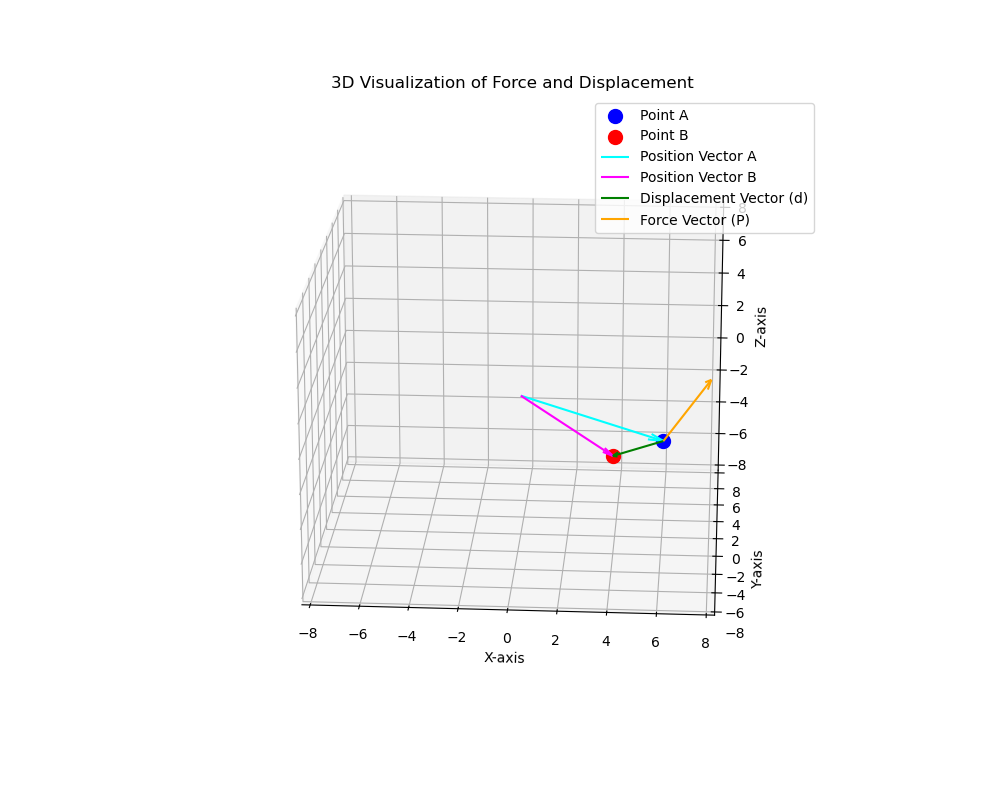 3D Visualization of Force and Displacement
Point A
Point B
Position Vector A
Position Vector B
Displacement Vector (d)
Force Vector (P)
8
6
4
2
0
−2
−4
−6
−8
Z-axis
8
6
4
2
0
−2
−4
−6
−8
Y-axis
−8 −6 −4 −2 0 2 4 6 8
X-axis